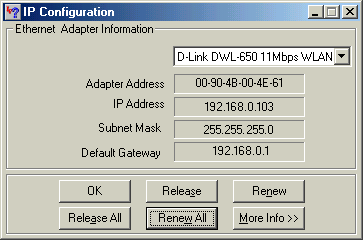 IP Configuration
Ethernet Adapter Information
D-Link DWL-650 11Mbps WLAN
Adapter Address 00-90-4B-00-4E-61
IP Address 192.168.0.103
Subnet Mask 255.255.255.0
Default Gateway 192.168.0.1
OK Release Renew
Release All Renew All More Info >>